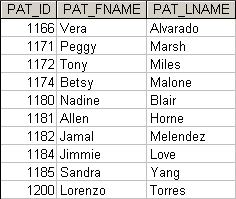 PAT_ID PAT_FNAME PAT_LNAME
1166 Vera Alvarado
1171 Peggy Marsh
1172 Tony Miles
1174 Betsy Malone
1180 Nadine Blair
1181 Allen Horne
1182 Jamal Melendez
1184 Jimmie Love
1185 Sandra Yang
1200 Lorenzo Torres